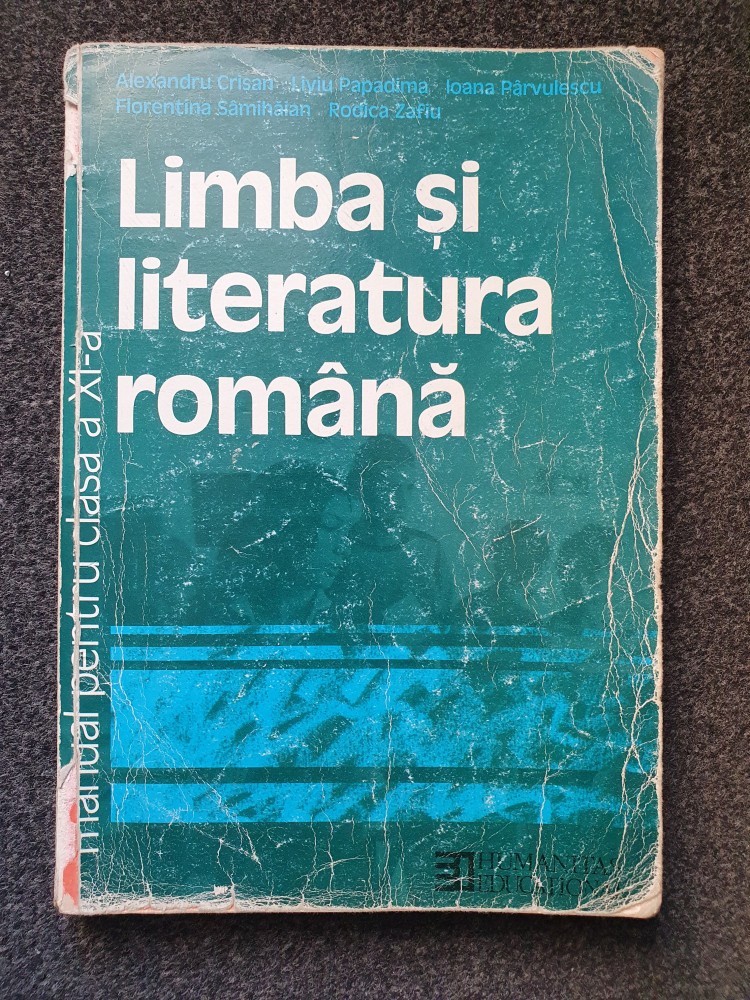 Alexandru Crișan Liviu Papadima Ioana Pârvulescu
Florentina Sâmihăian Rodica Zafiu
Limba și
literatura
română
manual pentru clasa a XI-a
HUMANITAS
EDUCATIONAL